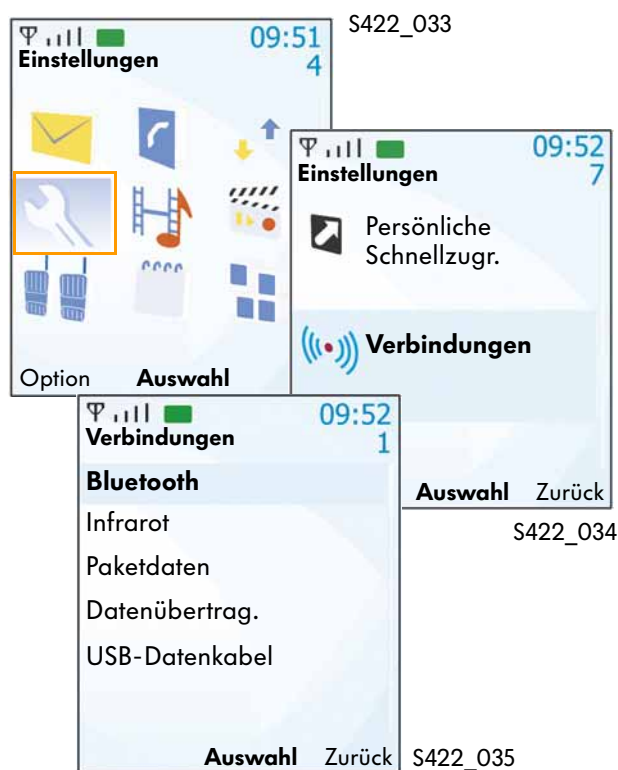 S422_033
09:51
Einstellungen
4
Option Auswahl
09:52
Einstellungen
7
Persönliche
Schnellzugr.
Verbindungen
Auswahl Zurück
S422_034
09:52
Verbindungen
1
Bluetooth
Infrarot
Paketdaten
Datenübertrag.
USB-Datenkabel
Auswahl Zurück
S422_035